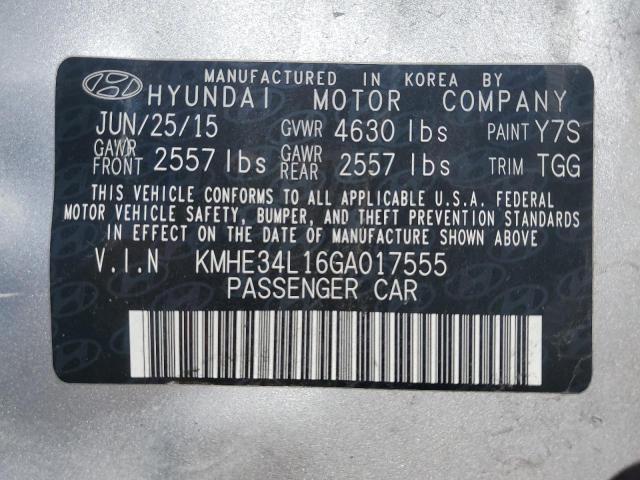 MANUFACTURED IN KOREA BY
HYUNDAI MOTOR COMPANY
JUN/25/15 GVWR 4630 lbs PAINT Y7S
GAWR FRONT 2557 lbs GAWR REAR 2557 lbs TRIM TGG
THIS VEHICLE CONFORMS TO ALL APPLICABLE U.S.A. FEDERAL
MOTOR VEHICLE SAFETY, BUMPER, AND THEFT PREVENTION STANDARDS
IN EFFECT ON THE DATE OF MANUFACTURE SHOWN ABOVE
V.I.N KMHE34L16GA017555
PASSENGER CAR